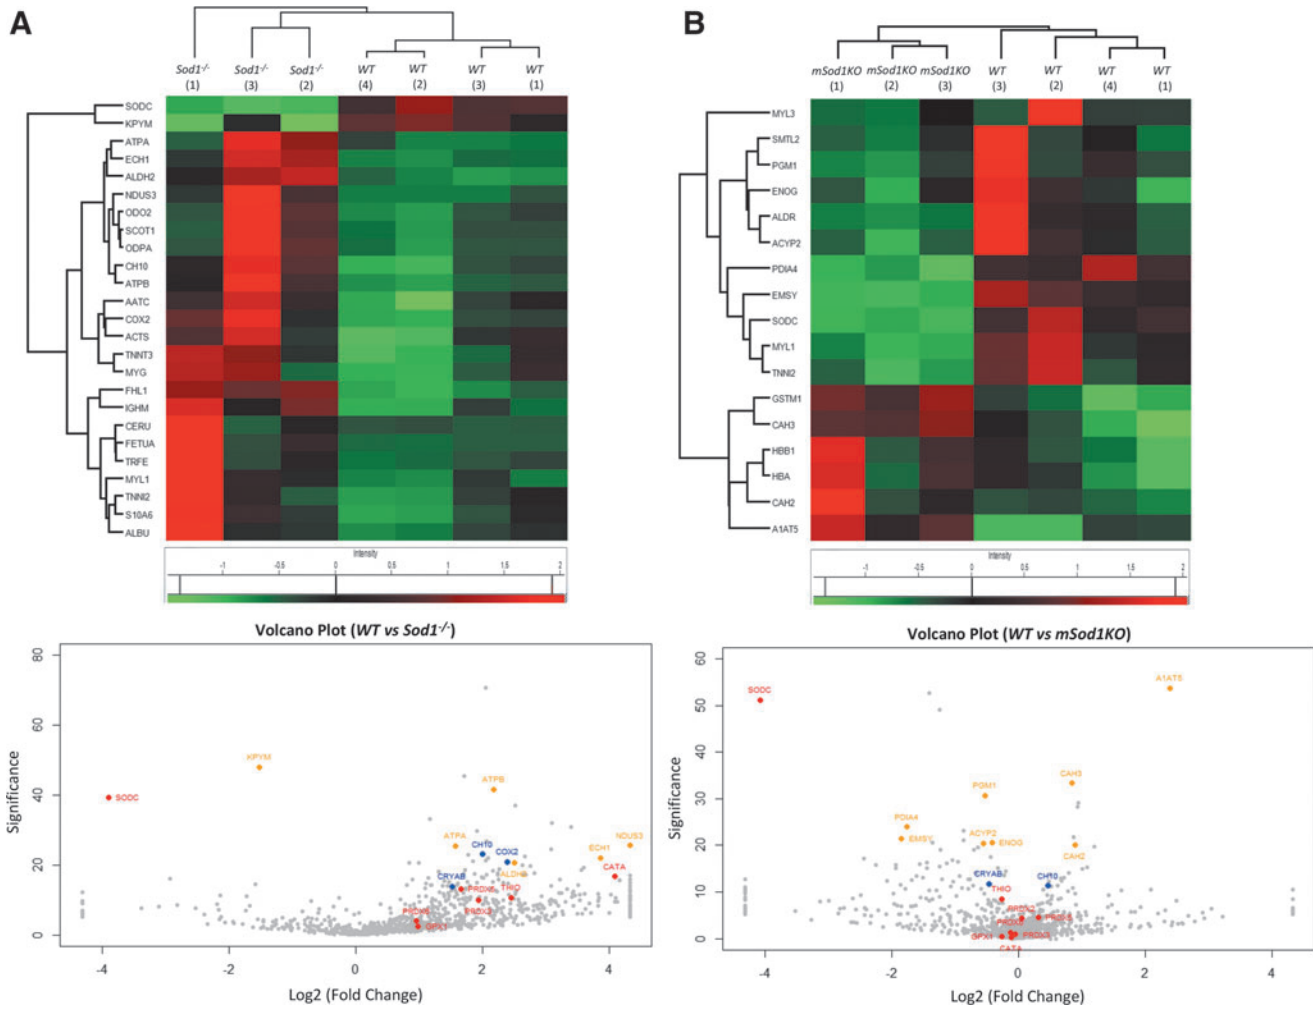 A
Sod1-/- Sod1-/- Sod1-/- WT WT WT WT
(1) (3) (2) (4) (2) (3) (1)
SODC
KPYM
ATPA
ECH1
ALDH2
NDUS3
ODO2
SCOT1
ODPA
CH10
ATPB
AATC
COX2
ACTS
TNNT3
MYG
FHL1
IGHM
CERU
FETUA
TRFE
MYL1
TNNI2
S10A6
ALBU
Intensity
-1 -0.5 0 0.5 1 1.5 2
Volcano Plot (WT vs Sod1-/-)
Significance
80
60
40
20
0
KPYM
SODC
ATPB
ATPA
CH10
COX2
NDUS3
ECH1
CATA
CRYAB
THIO
GPX1
-4 -2 0 2 4
Log2 (Fold Change)
B
mSod1KO mSod1KO mSod1KO WT WT WT WT
(1) (2) (3) (3) (2) (4) (1)
MYL3
SMTL2
PGM1
ENOG
ALDR
ACYP2
PDIA4
EMSY
SODC
MYL1
TNNI2
GSTM1
CAH3
HBB1
HBA
CAH2
A1AT5
Intensity
-1 -0.5 0 0.5 1 1.5 2
Volcano Plot (WT vs mSod1KO)
Significance
60
50
40
30
20
10
0
SODC
A1AT5
CAH3
PGM1
PDIA4
EMSY
ACYP2
ENOG
CAH2
CRYAB
CH10
THIO
GPX1
CATA
-4 -2 0 2 4
Log2 (Fold Change)